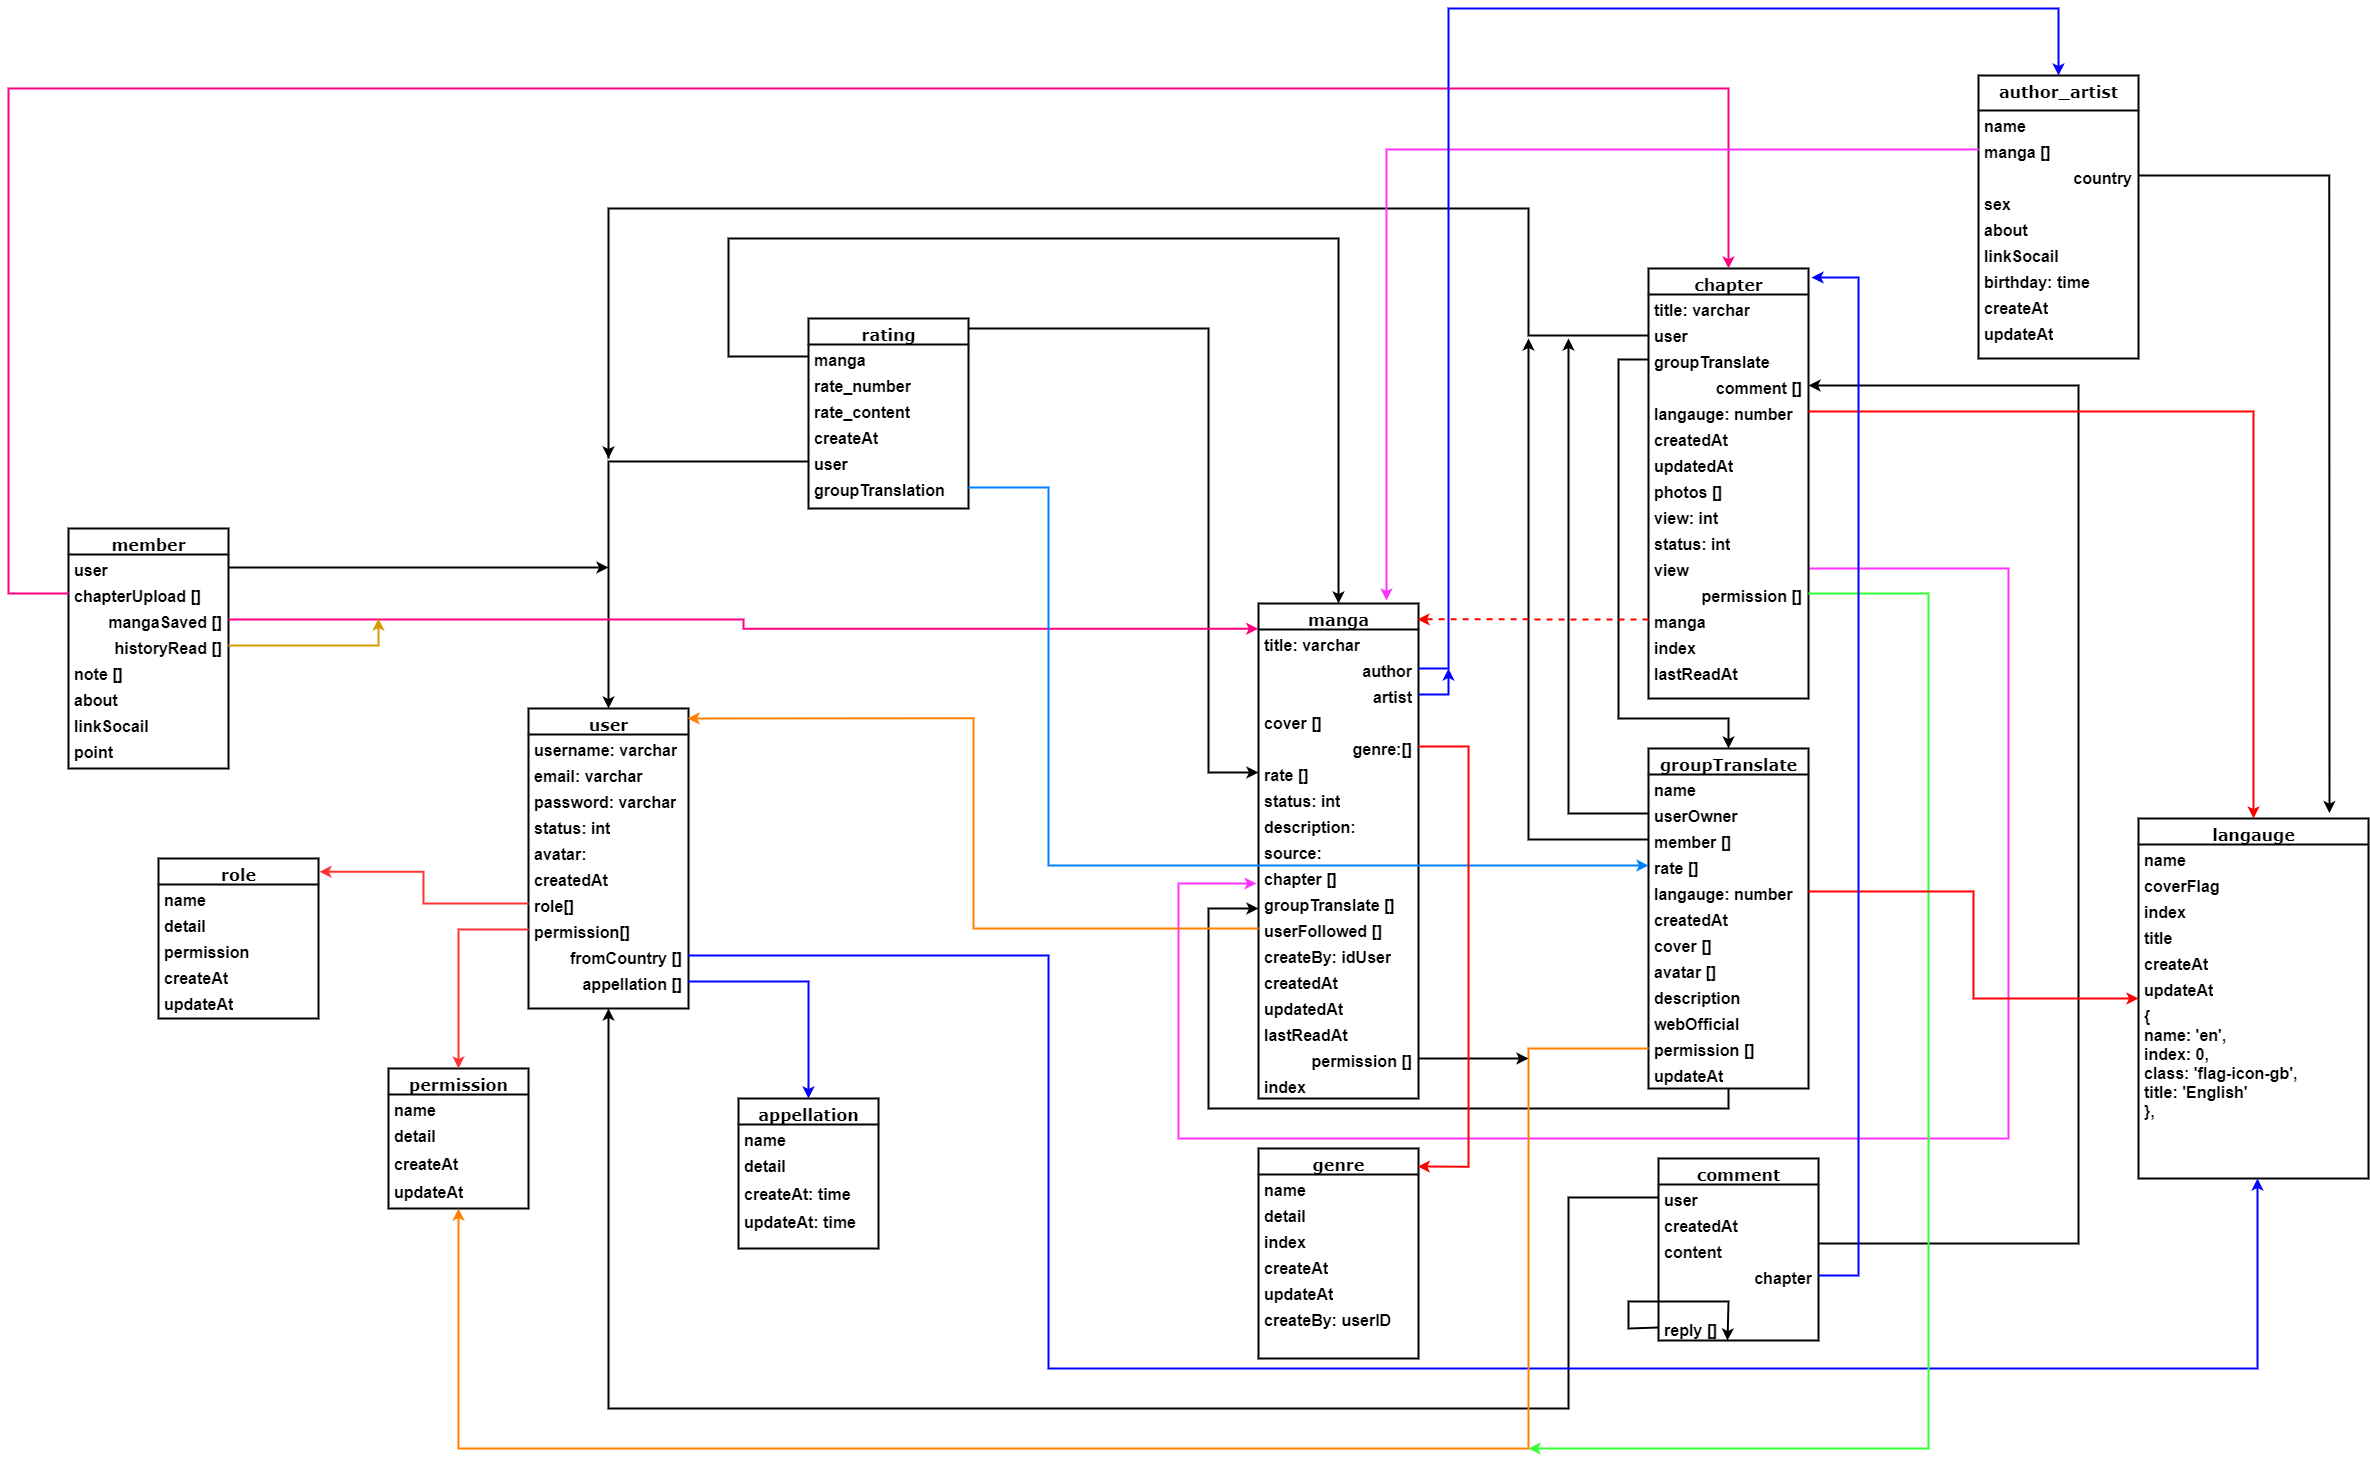 author_artist
name
manga []
country
sex
about
linkSocail
birthday: time
createAt
updateAt
chapter
title: varchar
user
groupTranslate
comment []
langauge: number
createdAt
updatedAt
photos []
view: int
status: int
view
permission []
manga
index
lastReadAt
rating
manga
rate_number
rate_content
createAt
user
groupTranslation
member
user
chapterUpload []
mangaSaved []
historyRead []
note []
about
linkSocail
point
manga
title: varchar
author
artist
cover []
genre:[]
rate []
status: int
description:
source:
chapter []
groupTranslate []
userFollowed []
createBy: idUser
createdAt
updatedAt
lastReadAt
permission []
index
user
username: varchar
email: varchar
password: varchar
status: int
avatar:
createdAt
role[]
permission[]
fromCountry []
appellation []
groupTranslate
name
userOwner
member []
rate []
langauge: number
createdAt
cover []
avatar []
description
webOfficial
permission []
updateAt
langauge
name
coverFlag
index
title
createAt
updateAt
{
name: 'en',
index: 0,
class: 'flag-icon-gb',
title: 'English'
},
role
name
detail
permission
createAt
updateAt
permission
name
detail
createAt
updateAt
appellation
name
detail
createAt: time
updateAt: time
genre
name
detail
index
createAt
updateAt
createBy: userID
comment
user
createdAt
content
chapter
reply []